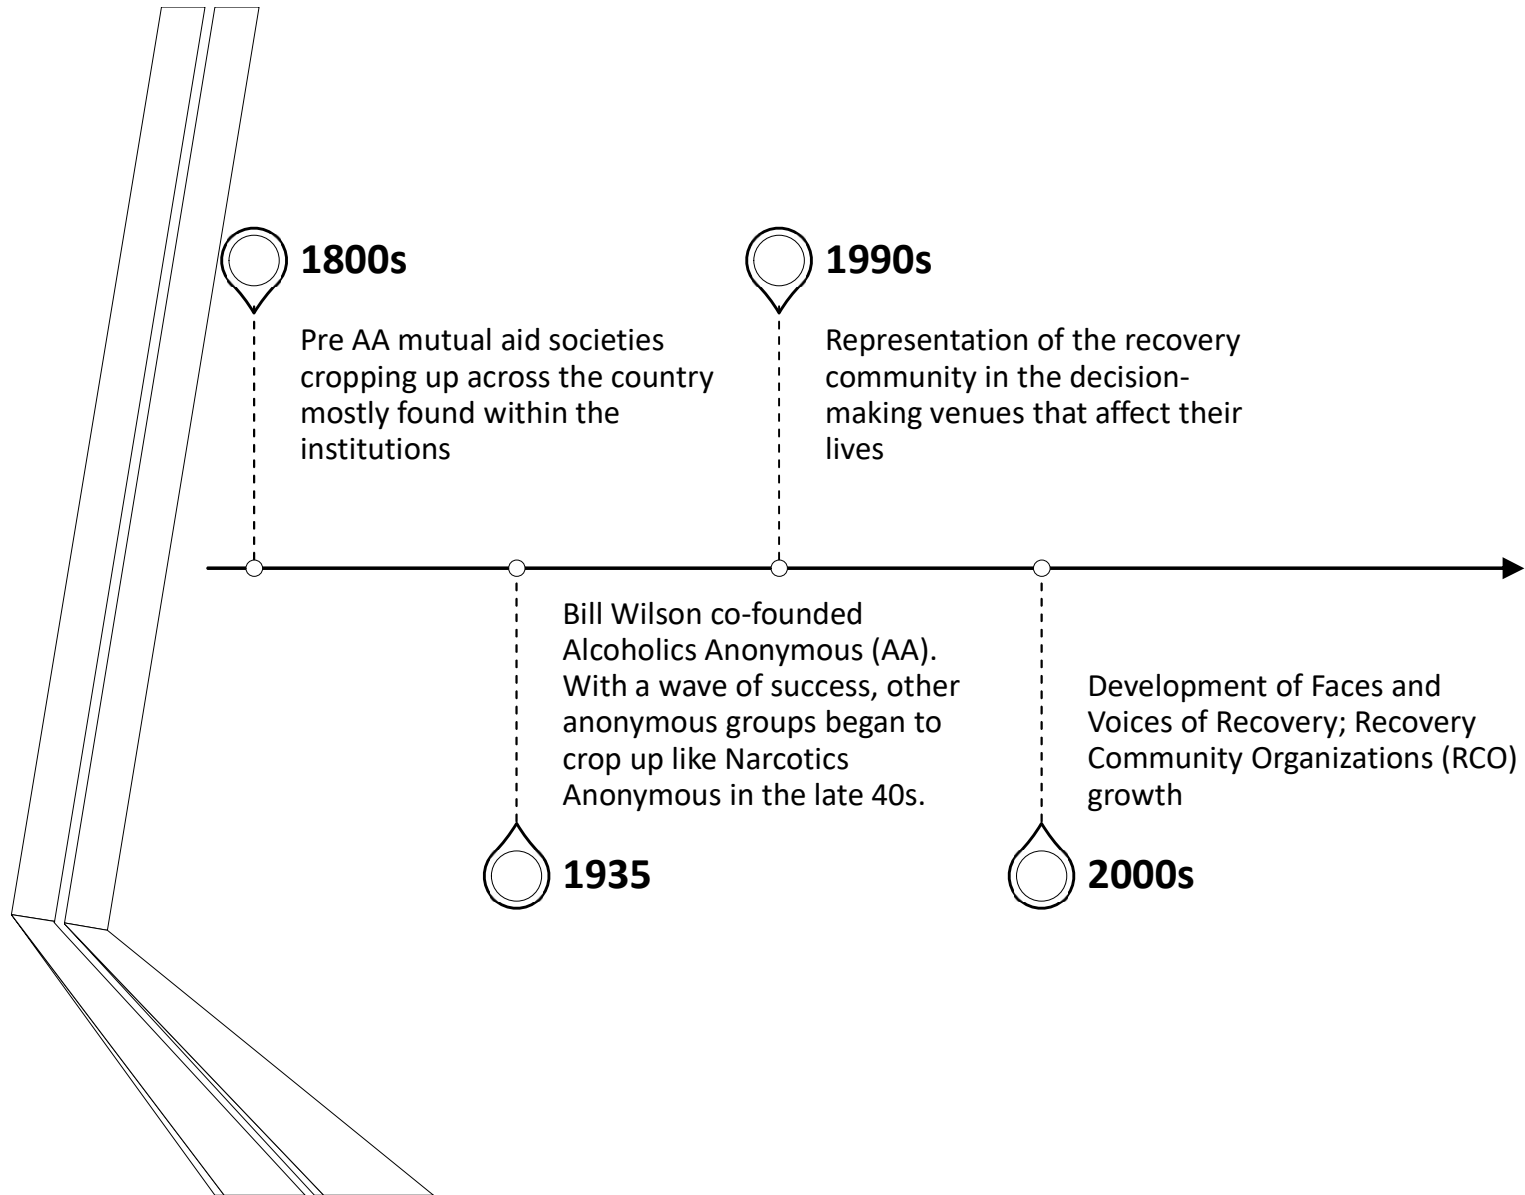 1800s
Pre AA mutual aid societies
cropping up across the country
mostly found within the
institutions
1935
Bill Wilson co-founded
Alcoholics Anonymous (AA).
With a wave of success, other
anonymous groups began to
crop up like Narcotics
Anonymous in the late 40s.
1990s
Representation of the recovery
community in the decision-
making venues that affect their
lives
2000s
Development of Faces and
Voices of Recovery; Recovery
Community Organizations (RCO)
growth